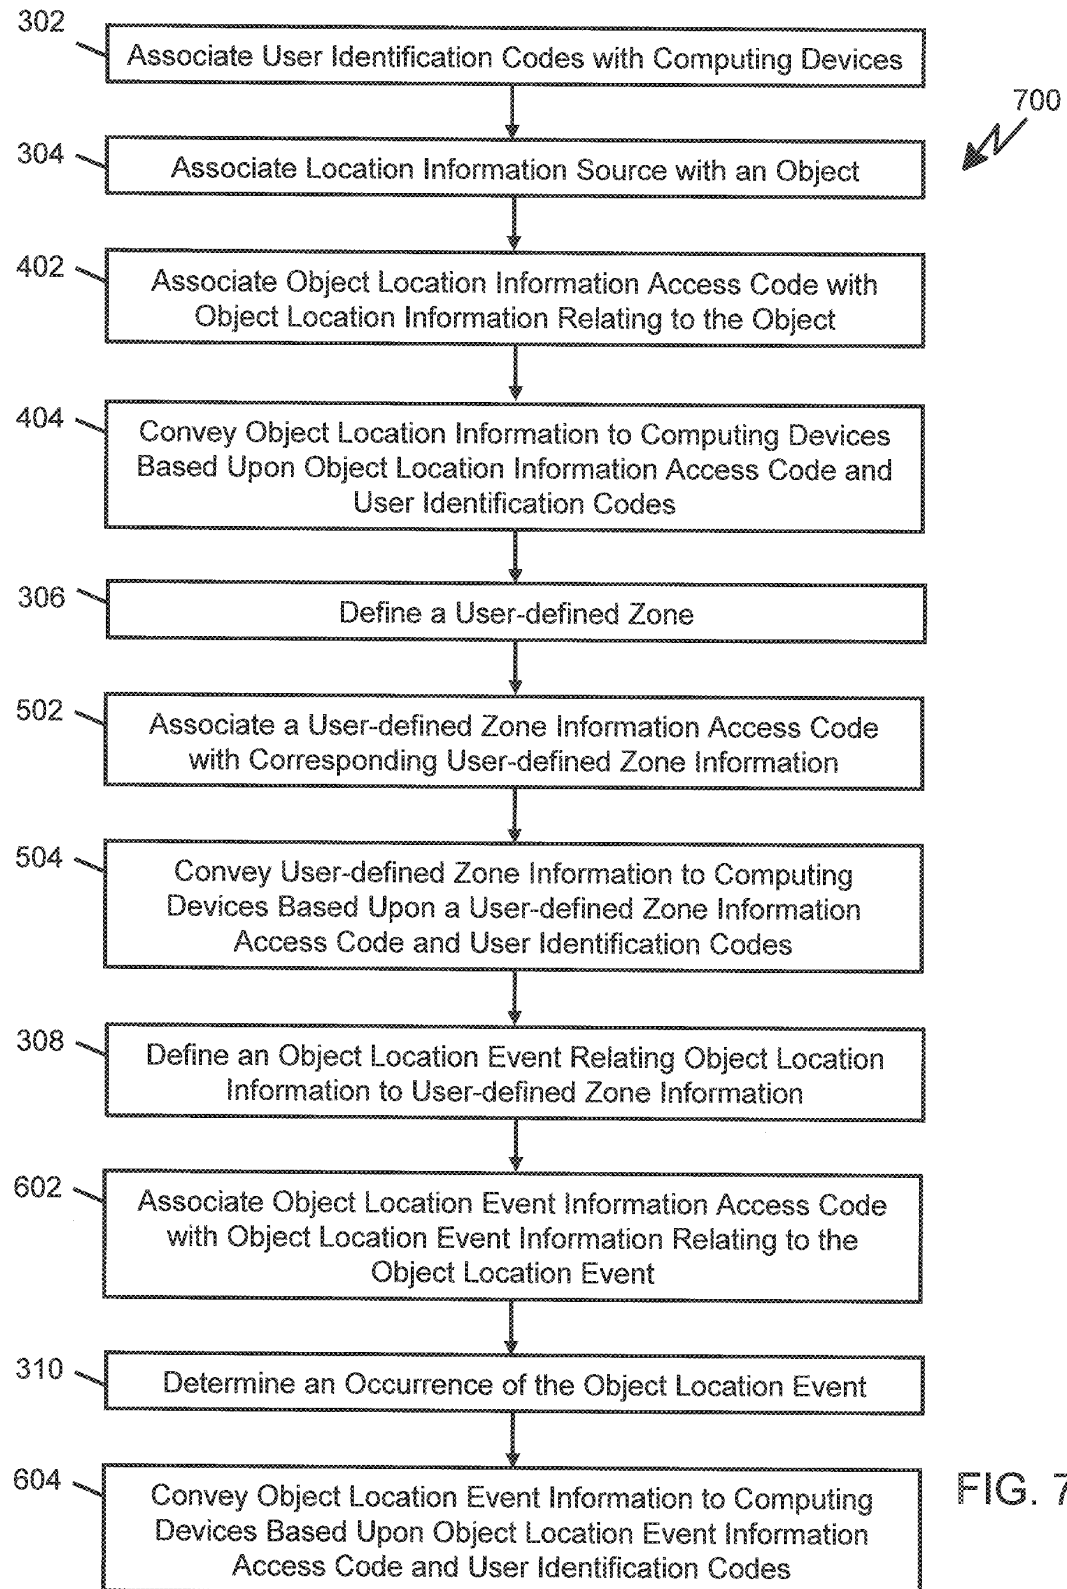 302
Associate User Identification Codes with Computing Devices
700
304
Associate Location Information Source with an Object
402
Associate Object Location Information Access Code with
Object Location Information Relating to the Object
404
Convey Object Location Information to Computing Devices
Based Upon Object Location Information Access Code and
User Identification Codes
306
Define a User-defined Zone
502
Associate a User-defined Zone Information Access Code
with Corresponding User-defined Zone Information
504
Convey User-defined Zone Information to Computing
Devices Based Upon a User-defined Zone Information
Access Code and User Identification Codes
308
Define an Object Location Event Relating Object Location
Information to User-defined Zone Information
602
Associate Object Location Event Information Access Code
with Object Location Event Information Relating to the
Object Location Event
310
Determine an Occurrence of the Object Location Event
604
Convey Object Location Event Information to Computing
Devices Based Upon Object Location Event Information
Access Code and User Identification Codes
FIG. 7